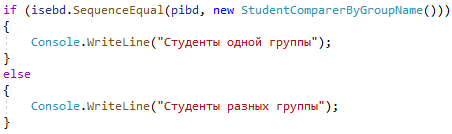 if (isebd.SequenceEqual(pibd, new StudentComparerByGroupName()))
{
    Console.WriteLine("Студенты одной группы");
}
else
{
    Console.WriteLine("Студенты разных группы");
}